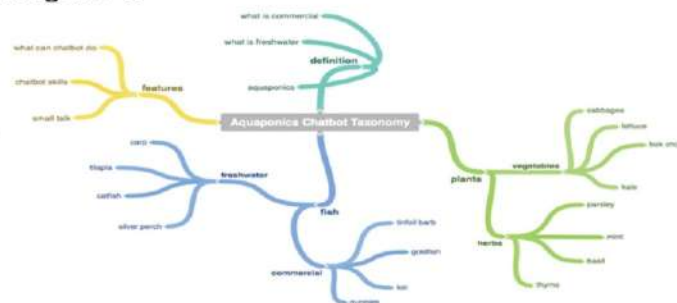 what is commercial
what is freshwater
definition
aquaponics
what can chatbot do
chatbot skills
features
small talk
Aquaponics Chatbot Taxonomy
cabbages
lettuce
bok choy
vegetables
kale
plants
parsley
mint
herbs
basil
thyme
carp
tilapia
freshwater
catfish
silver perch
fish
tinfoil barb
goldfish
commercial
koi